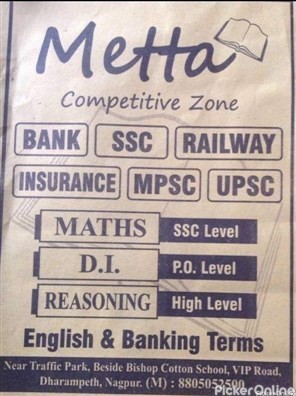 Metta
Competitive Zone
BANK SSC RAILWAY
INSURANCE MPSC UPSC
MATHS SSC Level
D.I. P.O. Level
REASONING High Level
English & Banking Terms
Near Traffic Park, Beside Bishop Cotton School, VIP Road,
Dharampeth, Nagpur. (M) : 8805052500
PickerOnline